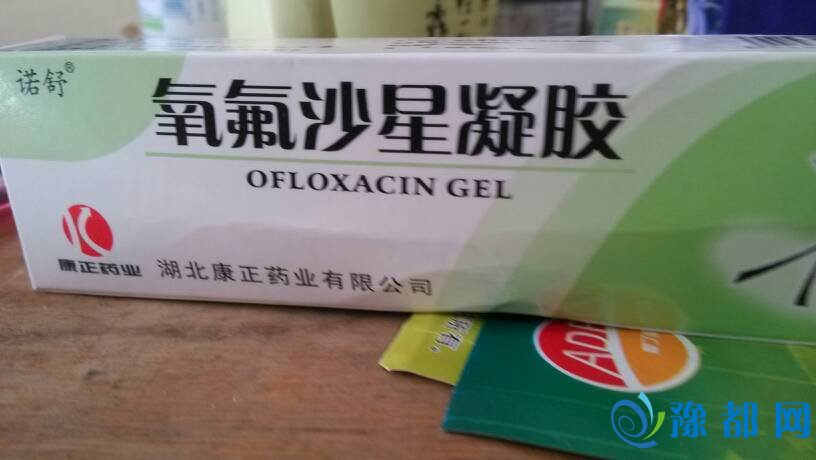 诺舒®
氧氟沙星凝胶
OFLOXACIN GEL
康正药业
湖北康正药业有限公司
豫都网